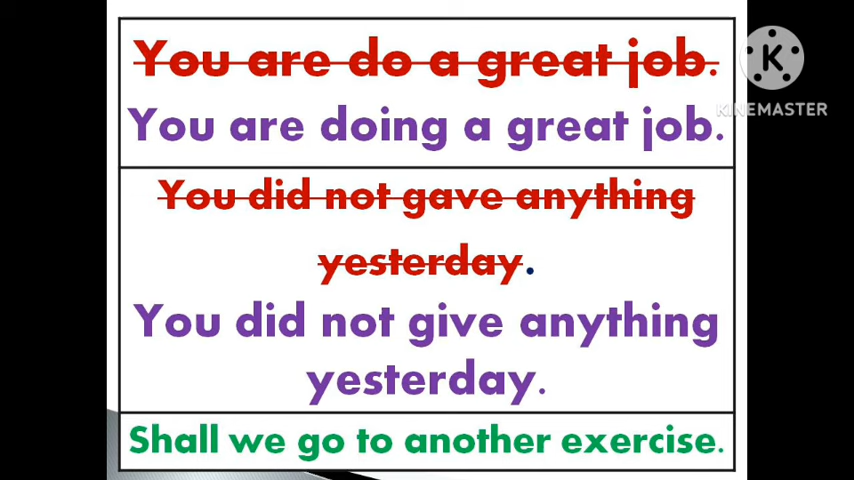 You are do a great job.
KINEMASTER
You are doing a great job.
You did not gave anything
yesterday.
You did not give anything
yesterday.
Shall we go to another exercise.